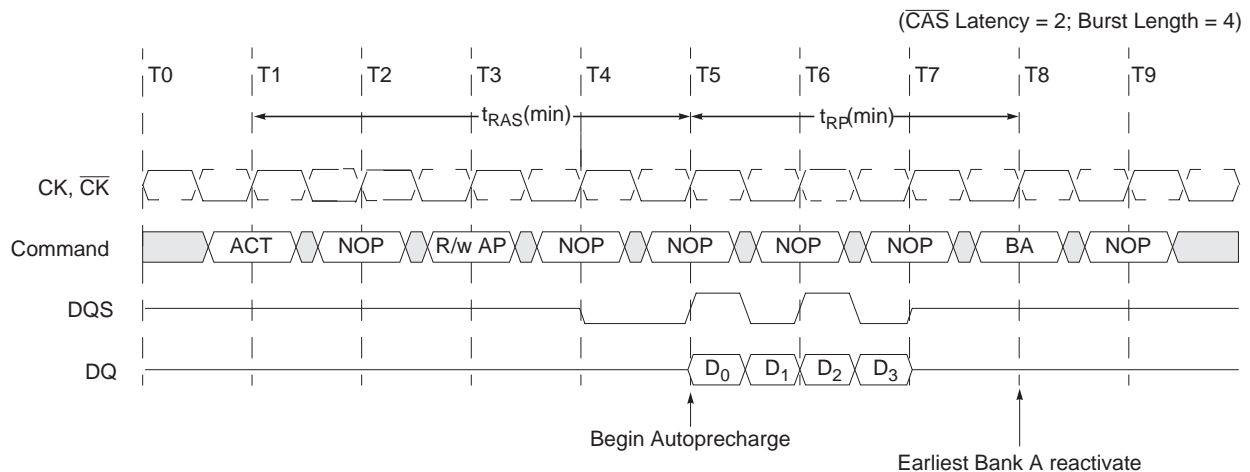 (C̅A̅S̅ Latency = 2; Burst Length = 4)
T0 T1 T2 T3 T4 T5 T6 T7 T8 T9
tRAS(min) tRP(min)
CK, C̅K̅
Command ACT NOP R/w AP NOP NOP NOP NOP BA NOP
DQS
DQ D0 D1 D2 D3
Begin Autoprecharge
Earliest Bank A reactivate